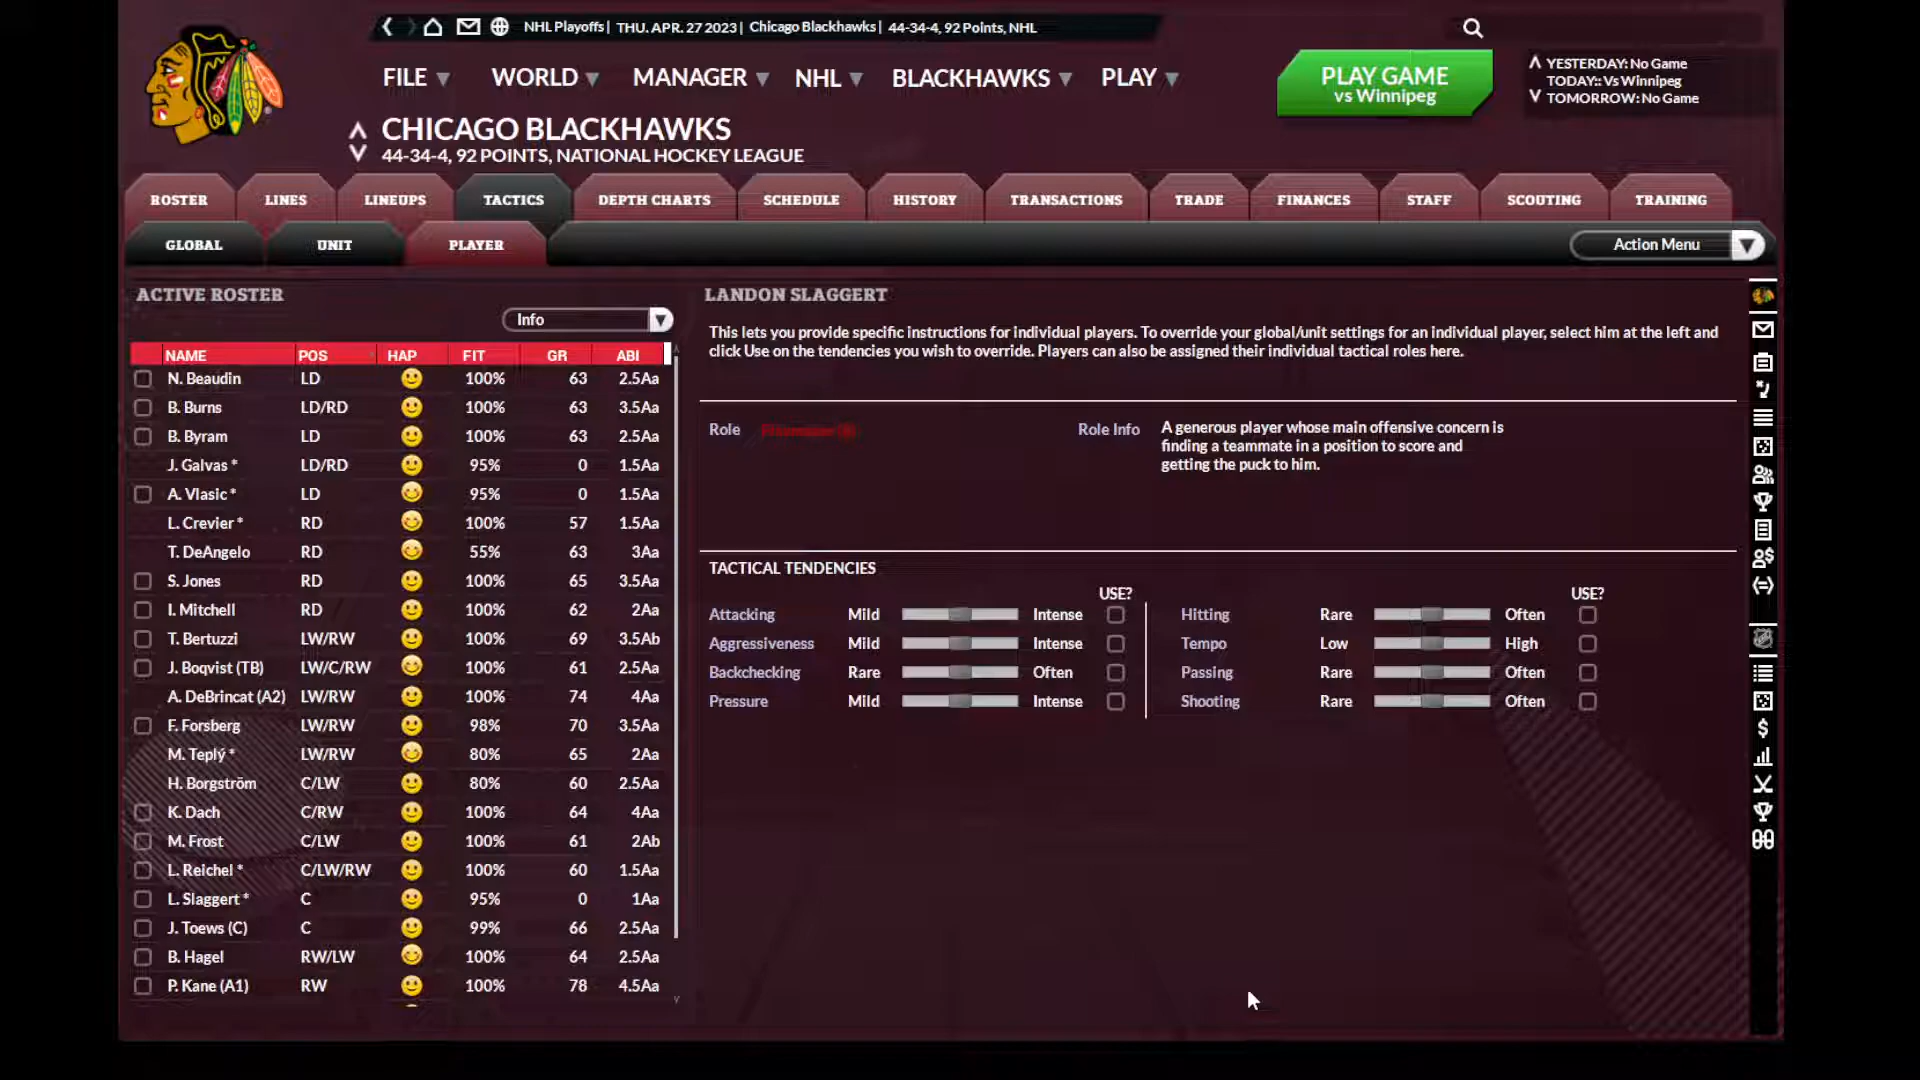 NHL Playoffs | THU. APR. 27 2023 | Chicago Blackhawks | 44-34-4, 92 Points, NHL
FILE WORLD MANAGER NHL BLACKHAWKS PLAY
PLAY GAME
vs Winnipeg
YESTERDAY: No Game
TODAY:: Vs Winnipeg
TOMORROW: No Game
CHICAGO BLACKHAWKS
44-34-4, 92 POINTS, NATIONAL HOCKEY LEAGUE
ROSTER LINES LINEUPS TACTICS DEPTH CHARTS SCHEDULE HISTORY TRANSACTIONS TRADE FINANCES STAFF SCOUTING TRAINING
GLOBAL UNIT PLAYER Action Menu
ACTIVE ROSTER
Info
NAME POS HAP FIT GR ABI
N. Beaudin LD 100% 63 2.5Aa
B. Burns LD/RD 100% 63 3.5Aa
B. Byram LD 100% 63 2.5Aa
J. Galvas * LD/RD 95% 0 1.5Aa
A. Vlasic * LD 95% 0 1.5Aa
L. Crevier * RD 100% 57 1.5Aa
T. DeAngelo RD 55% 63 3Aa
S. Jones RD 100% 65 3.5Aa
I. Mitchell RD 100% 62 2Aa
T. Bertuzzi LW/RW 100% 69 3.5Ab
J. Boqvist (TB) LW/C/RW 100% 61 2.5Aa
A. DeBrincat (A2) LW/RW 100% 74 4Aa
F. Forsberg LW/RW 98% 70 3.5Aa
M. Teplý * LW/RW 80% 65 2Aa
H. Borgström C/LW 80% 60 2.5Aa
K. Dach C/RW 100% 64 4Aa
M. Frost C/LW 100% 61 2Ab
L. Reichel * C/LW/RW 100% 60 1.5Aa
L. Slaggert * C 95% 0 1Aa
J. Toews (C) C 99% 66 2.5Aa
B. Hagel RW/LW 100% 64 2.5Aa
P. Kane (A1) RW 100% 78 4.5Aa
LANDON SLAGGERT
This lets you provide specific instructions for individual players. To override your global/unit settings for an individual player, select him at the left and
click Use on the tendencies you wish to override. Players can also be assigned their individual tactical roles here.
Role
Role Info
A generous player whose main offensive concern is
finding a teammate in a position to score and
getting the puck to him.
TACTICAL TENDENCIES
USE? USE?
Attacking Mild Intense Hitting Rare Often
Aggressiveness Mild Intense Tempo Low High
Backchecking Rare Often Passing Rare Often
Pressure Mild Intense Shooting Rare Often